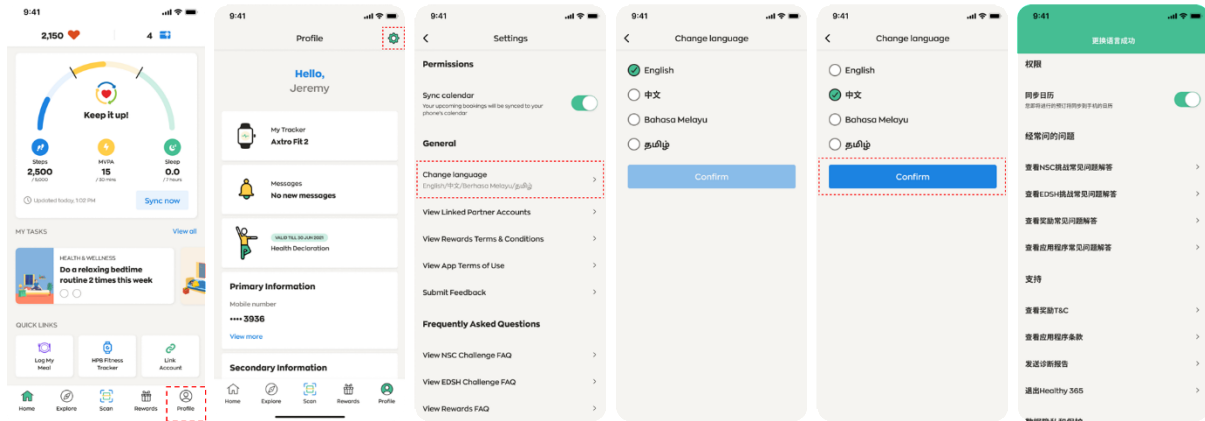 9:41
2,150
4
Keep it up!
Steps
2,500
/ 5,000
MVPA
15
/ 30 mins
Sleep
0.0
/ 7 hours
Updated today, 1:02 PM
Sync now
MY TASKS
View all
HEALTH & WELLNESS
Do a relaxing bedtime
routine 2 times this week
QUICK LINKS
Log My
Meal
HPB Fitness
Tracker
Link
Account
Home
Explore
Scan
Rewards
Profile
9:41
Profile
Hello,
Jeremy
My Tracker
Axtro Fit 2
Messages
No new messages
VALID TILL 30 JUN 2021
Health Declaration
Primary Information
Mobile number
•••• 3936
View more
Secondary Information
Home
Explore
Scan
Rewards
Profile
9:41
Settings
Permissions
Sync calendar
Your upcoming bookings will be synced to your
phone's calendar
General
Change language
English/中文/Berhasa Melayu/தமிழ்
View Linked Partner Accounts
View Rewards Terms & Conditions
View App Terms of Use
Submit Feedback
Frequently Asked Questions
View NSC Challenge FAQ
View EDSH Challenge FAQ
View Rewards FAQ
9:41
Change language
English
中文
Bahasa Melayu
தமிழ்
Confirm
9:41
Change language
English
中文
Bahasa Melayu
தமிழ்
Confirm
9:41
更换语言成功
权限
同步日历
您即将进行的预订将同步到手机的日历
经常问的问题
查看NSC挑战常见问题解答
查看EDSH挑战常见问题解答
查看奖励常见问题解答
查看应用程序常见问题解答
支持
查看奖励T&C
查看应用程序条款
发送诊断报告
退出Healthy 365